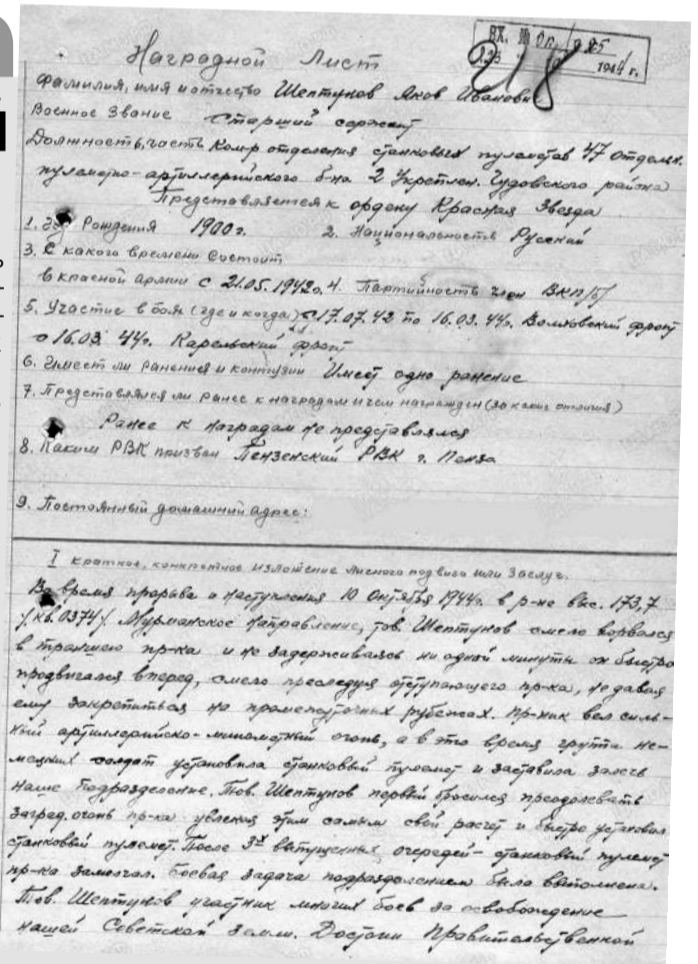 ВХ. №
1944 г.
Наградной Лист
Фамилия, имя и отчество Шептунов Яков Иванович
Военное Звание Старший сержант
Должность, часть Комр. отделения станковых пулеметов 47 отдельн.
пулеметно-артиллерийского б-на 2 Укреплен. Чудовского района
Представляется к ордену Красная Звезда
1. Год Рождения 1900 г. 2. Национальность Русский
3. С какого времени состоит
в красной армии с 21.05.1942 г. 4. Партийность член ВКП/б/
5. Участие в боях (где и когда) с 17.07.42 по 16.03.44г. Волховский фронт
с 16.03.44г. Карельский фронт
6. Имеет ли ранения и контузии Имеет одно ранение
7. Представлялся ли ранее к наградам и чем награжден (за какие отличия)
Ранее к наградам не представлялся
8. Каким РВК призван Пензенский РВК г. Пенза
9. Постоянный домашний адрес:
I краткое, конкретное изложение личного подвига или заслуг.
Во время прорыва и наступления 10 Октября 1944г. в р-не выс. 173,7
/кв. 0374/ Мурманское направление, тов. Шептунов смело ворвался
в траншею пр-ка и не задерживаясь ни одной минуты он быстро
продвигался вперед, смело преследуя отступающего пр-ка, не давая
ему закрепиться на промежуточных рубежах. Пр-ник вел силь-
ный артиллерийско-минометный огонь, а в это время группа не-
мецких солдат установила станковый пулемет и заставила залечь
наше подразделение. Тов. Шептунов первый бросился преодолевать
заград. огонь пр-ка увлекая этим самым свой расчет и быстро установил
станковый пулемет. После 3х выпущенных очередей - станковый пулемет
пр-ка замолчал. Боевая задача подразделением была выполнена.
Тов. Шептунов участник многих боев за освобождение
нашей Советской земли. Достоин Правительственной